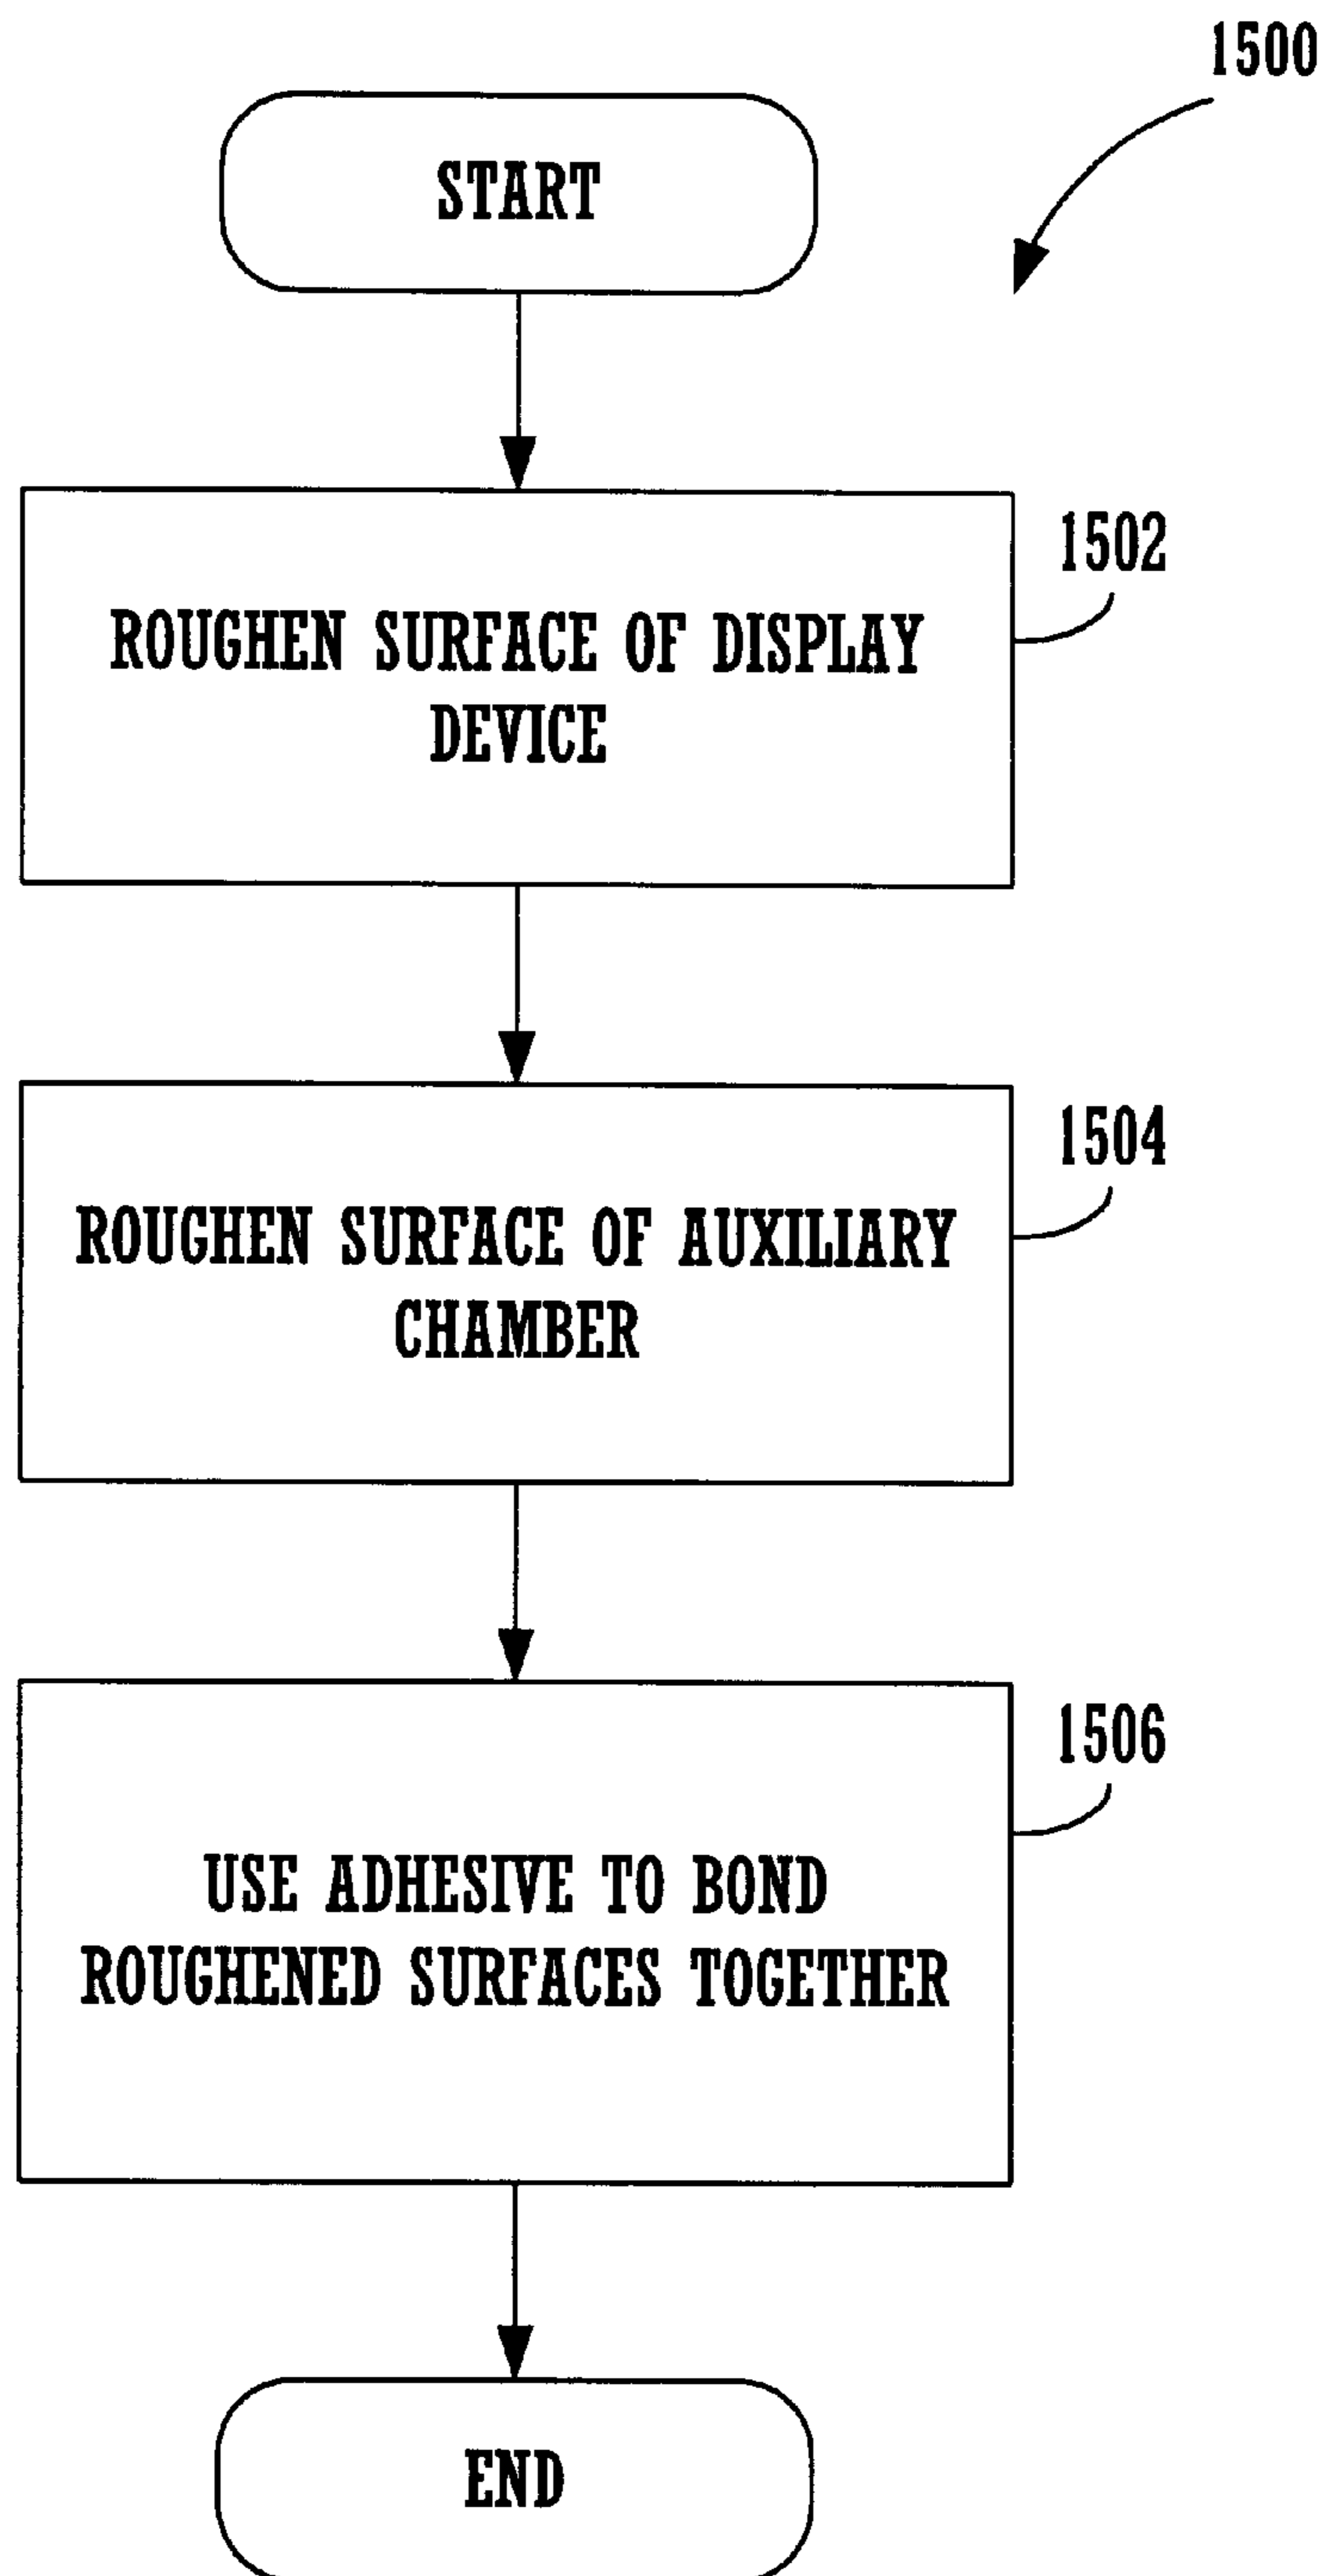 1500
START
1502
ROUGHEN SURFACE OF DISPLAY
DEVICE
1504
ROUGHEN SURFACE OF AUXILIARY
CHAMBER
1506
USE ADHESIVE TO BOND
ROUGHENED SURFACES TOGETHER
END